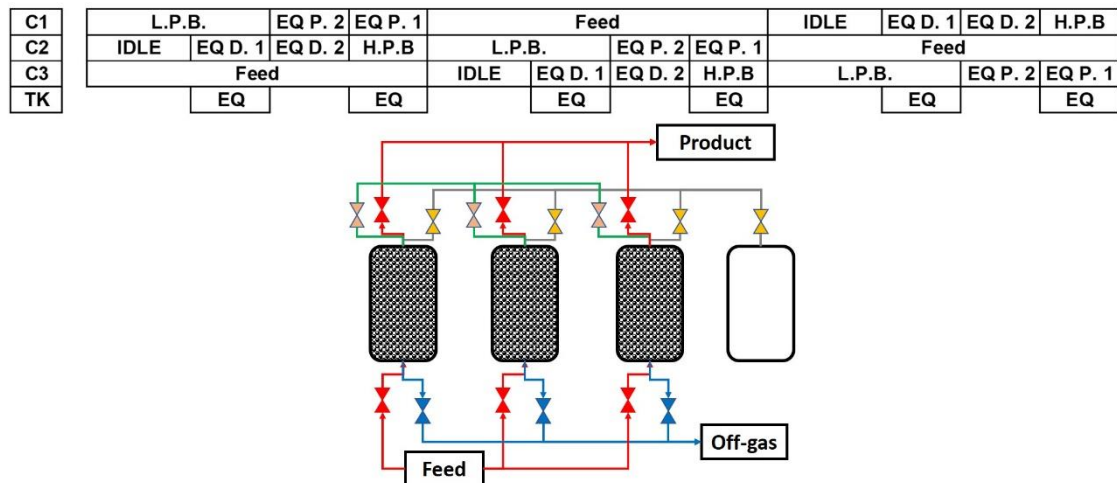 C1 L.P.B. EQ P. 2 EQ P. 1 Feed IDLE EQ D. 1 EQ D. 2 H.P.B
C2 IDLE EQ D. 1 EQ D. 2 H.P.B L.P.B. EQ P. 2 EQ P. 1 Feed
C3 Feed IDLE EQ D. 1 EQ D. 2 H.P.B L.P.B. EQ P. 2 EQ P. 1
TK EQ EQ EQ EQ EQ EQ
Product
Off-gas
Feed